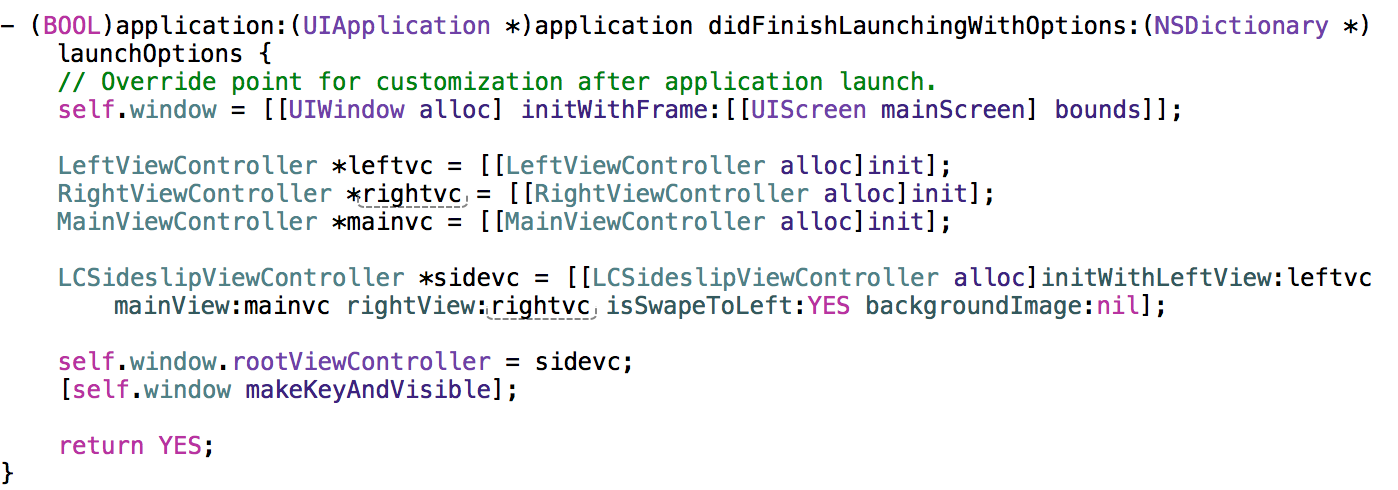 - (BOOL)application:(UIApplication *)application didFinishLaunchingWithOptions:(NSDictionary *)
launchOptions {
// Override point for customization after application launch.
self.window = [[UIWindow alloc] initWithFrame:[[UIScreen mainScreen] bounds]];
LeftViewController *leftvc = [[LeftViewController alloc]init];
RightViewController *rightvc = [[RightViewController alloc]init];
MainViewController *mainvc = [[MainViewController alloc]init];
LCSideslipViewController *sidevc = [[LCSideslipViewController alloc]initWithLeftView:leftvc
mainView:mainvc rightView:rightvc isSwapeToLeft:YES backgroundImage:nil];
self.window.rootViewController = sidevc;
[self.window makeKeyAndVisible];
return YES;
}